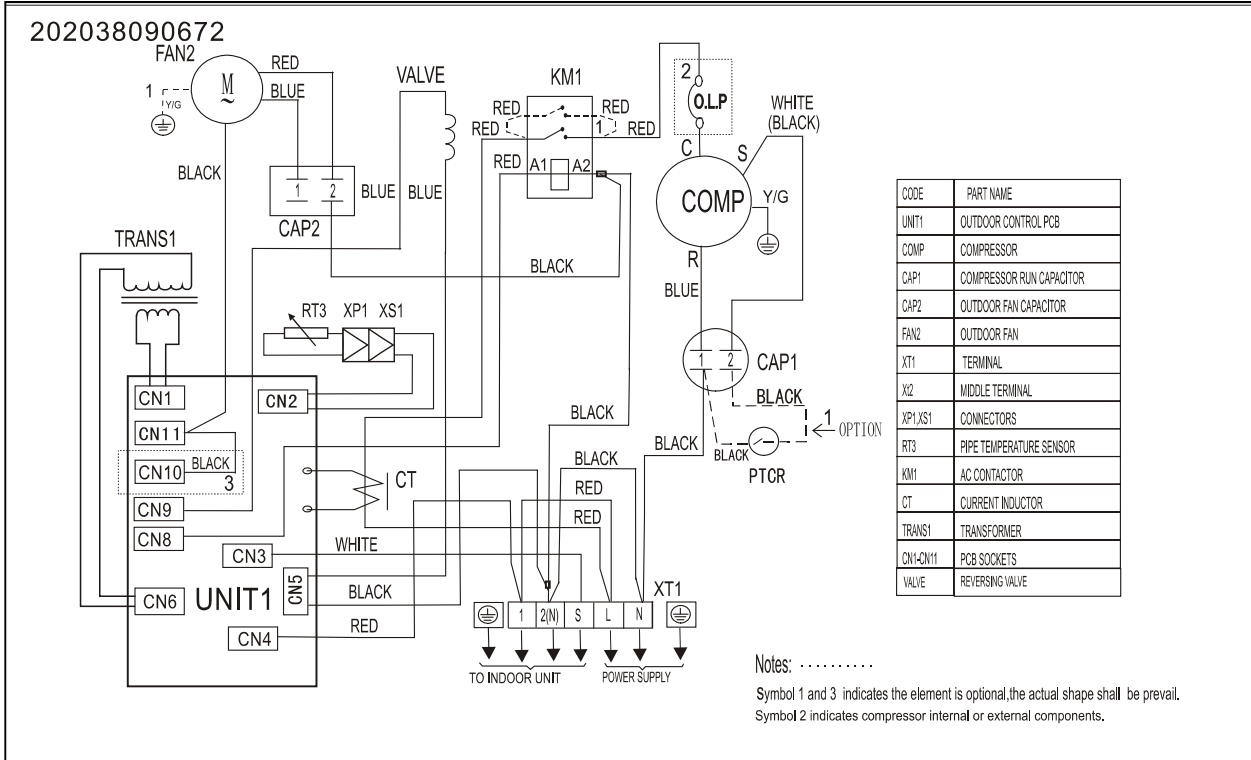 202038090672
FAN2
RED
BLUE
M
~
1
Y/G
BLACK
1 2
CAP2
BLUE
BLUE
VALVE
KM1
RED
RED
RED
1
RED
RED
A1
A2
BLACK
2
O.L.P
C
S
WHITE
(BLACK)
COMP
Y/G
R
BLUE
1 2
CAP1
BLACK
1
OPTION
BLACK
BLACK
PTCR
TRANS1
RT3 XP1 XS1
CN1
CN2
CN11
CN10
BLACK
3
CN9
CN8
CN3
CN5
CN6
UNIT1
CN4
CT
WHITE
BLACK
RED
BLACK
BLACK
RED
RED
XT1
1 2(N) S L N
TO INDOOR UNIT
POWER SUPPLY
CODE PART NAME
UNIT1 OUTDOOR CONTROL PCB
COMP COMPRESSOR
CAP1 COMPRESSOR RUN CAPACITOR
CAP2 OUTDOOR FAN CAPACITOR
FAN2 OUTDOOR FAN
XT1 TERMINAL
Xt2 MIDDLE TERMINAL
XP1,XS1 CONNECTORS
RT3 PIPE TEMPERATURE SENSOR
KM1 AC CONTACTOR
CT CURRENT INDUCTOR
TRANS1 TRANSFORMER
CN1-CN11 PCB SOCKETS
VALVE REVERSING VALVE
Notes: ··········
Symbol 1 and 3 indicates the element is optional,the actual shape shall be prevail.
Symbol 2 indicates compressor internal or external components.